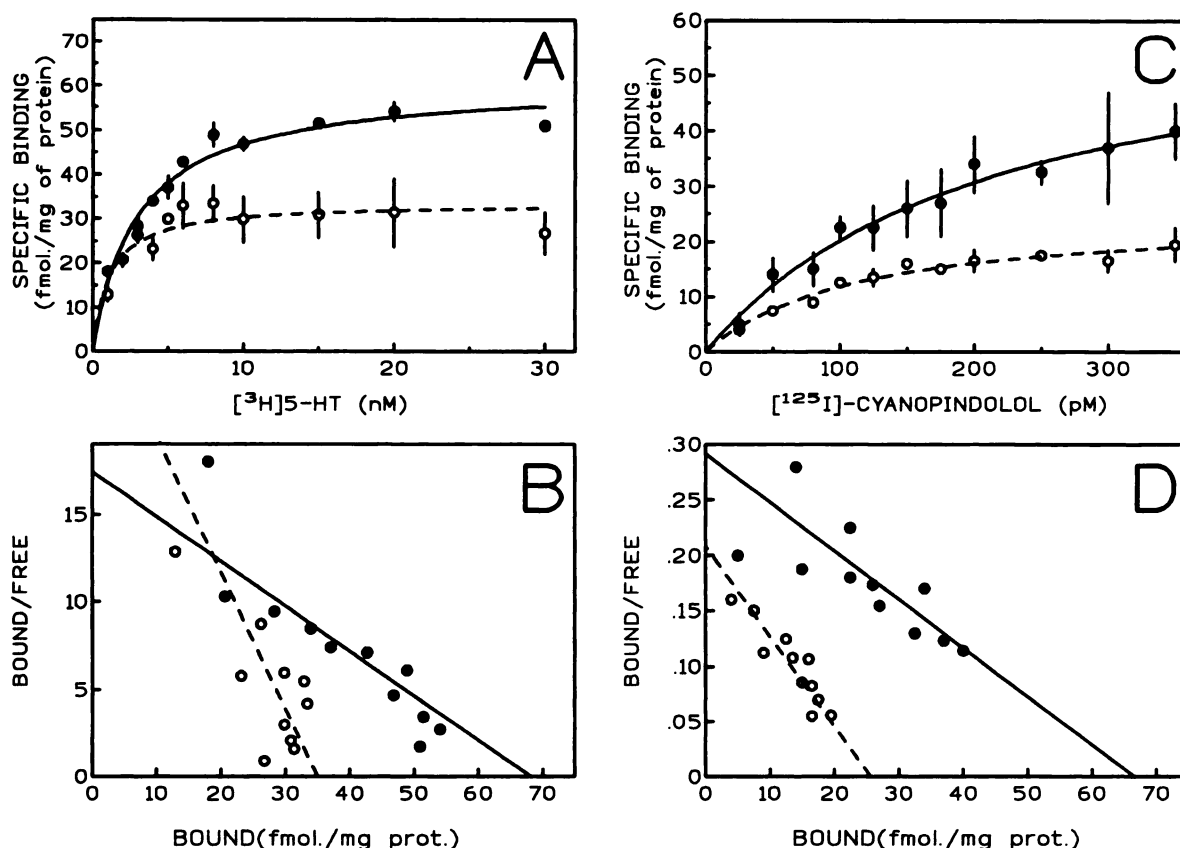 A
SPECIFIC BINDING
(fmol./mg of protein)
70
60
50
40
30
20
10
0
0 10 20 30
[³H]5-HT (nM)
C
SPECIFIC BINDING
(fmol./mg of protein)
60
50
40
30
20
10
0
0 100 200 300
[¹²⁵I]-CYANOPINDOLOL (pM)
B
BOUND/FREE
15
10
5
0
0 10 20 30 40 50 60 70
BOUND(fmol./mg prot.)
D
BOUND/FREE
.30
.25
.20
.15
.10
.05
0
0 10 20 30 40 50 60 70
BOUND(fmol./mg prot.)